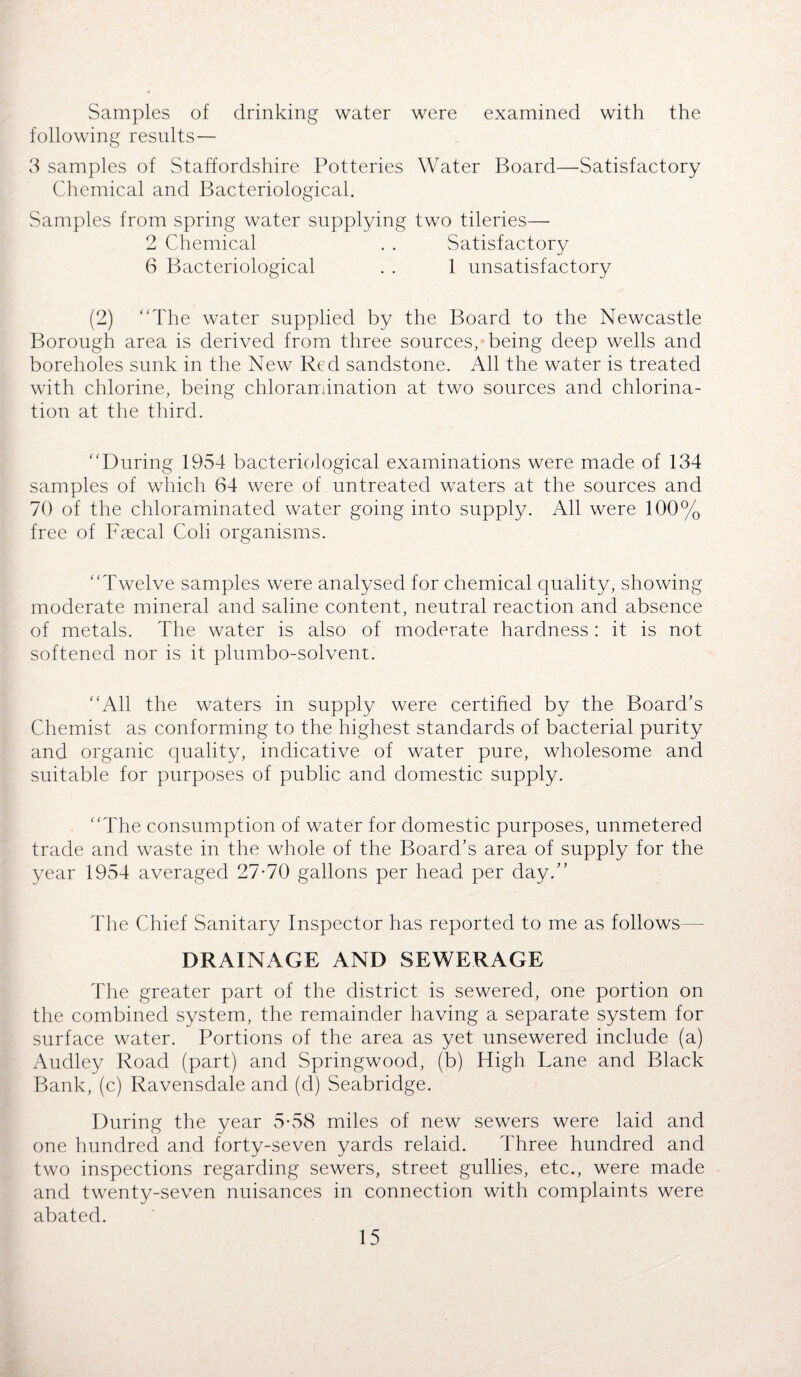 Samples of drinking water were examined with the
following results—
3 samples of Staffordshire Potteries Water Board—Satisfactory
Chemical and Bacteriological.
Samples from spring water supplying two tileries—
2 Chemical . . Satisfactory
6 Bacteriological . . 1 unsatisfactory
(2) “The water supplied by the Board to the Newcastle
Borough area is derived from three sources, being deep wells and
boreholes sunk in the New Red sandstone. All the water is treated
with chlorine, being chloramination at two sources and chlorina-
tion at the third.
“During 1954 bacteriological examinations were made of 134
samples of which 64 were of untreated waters at the sources and
70 of the chloraminated water going into supply. All were 100%
free of Fæcal Coli organisms.
“Twelve samples were analysed for chemical quality, showing
moderate mineral and saline content, neutral reaction and absence
of metals. The water is also of moderate hardness: it is not
softened nor is it plumbo-solvent.
“All the waters in supply were certified by the Board’s
Chemist as conforming to the highest standards of bacterial purity
and organic quality, indicative of water pure, wholesome and
suitable for purposes of public and domestic supply.
“The consumption of water for domestic purposes, unmetered
trade and waste in the whole of the Board’s area of supply for the
year 1954 averaged 27·70 gallons per head per day.”
The Chief Sanitary Inspector has reported to me as follows—
DRAINAGE AND SEWERAGE
The greater part of the district is sewered, one portion on
the combined system, the remainder having a separate system for
surface water. Portions of the area as yet unsewered include (a)
Audley Road (part) and Springwood, (b) High Lane and Black
Bank, (c) Ravensdale and (d) Seabridge.
During the year 5·58 miles of new sewers were laid and
one hundred and forty-seven yards relaid. Three hundred and
two inspections regarding sewers, street gullies, etc., were made
and twenty-seven nuisances in connection with complaints were
abated.
15